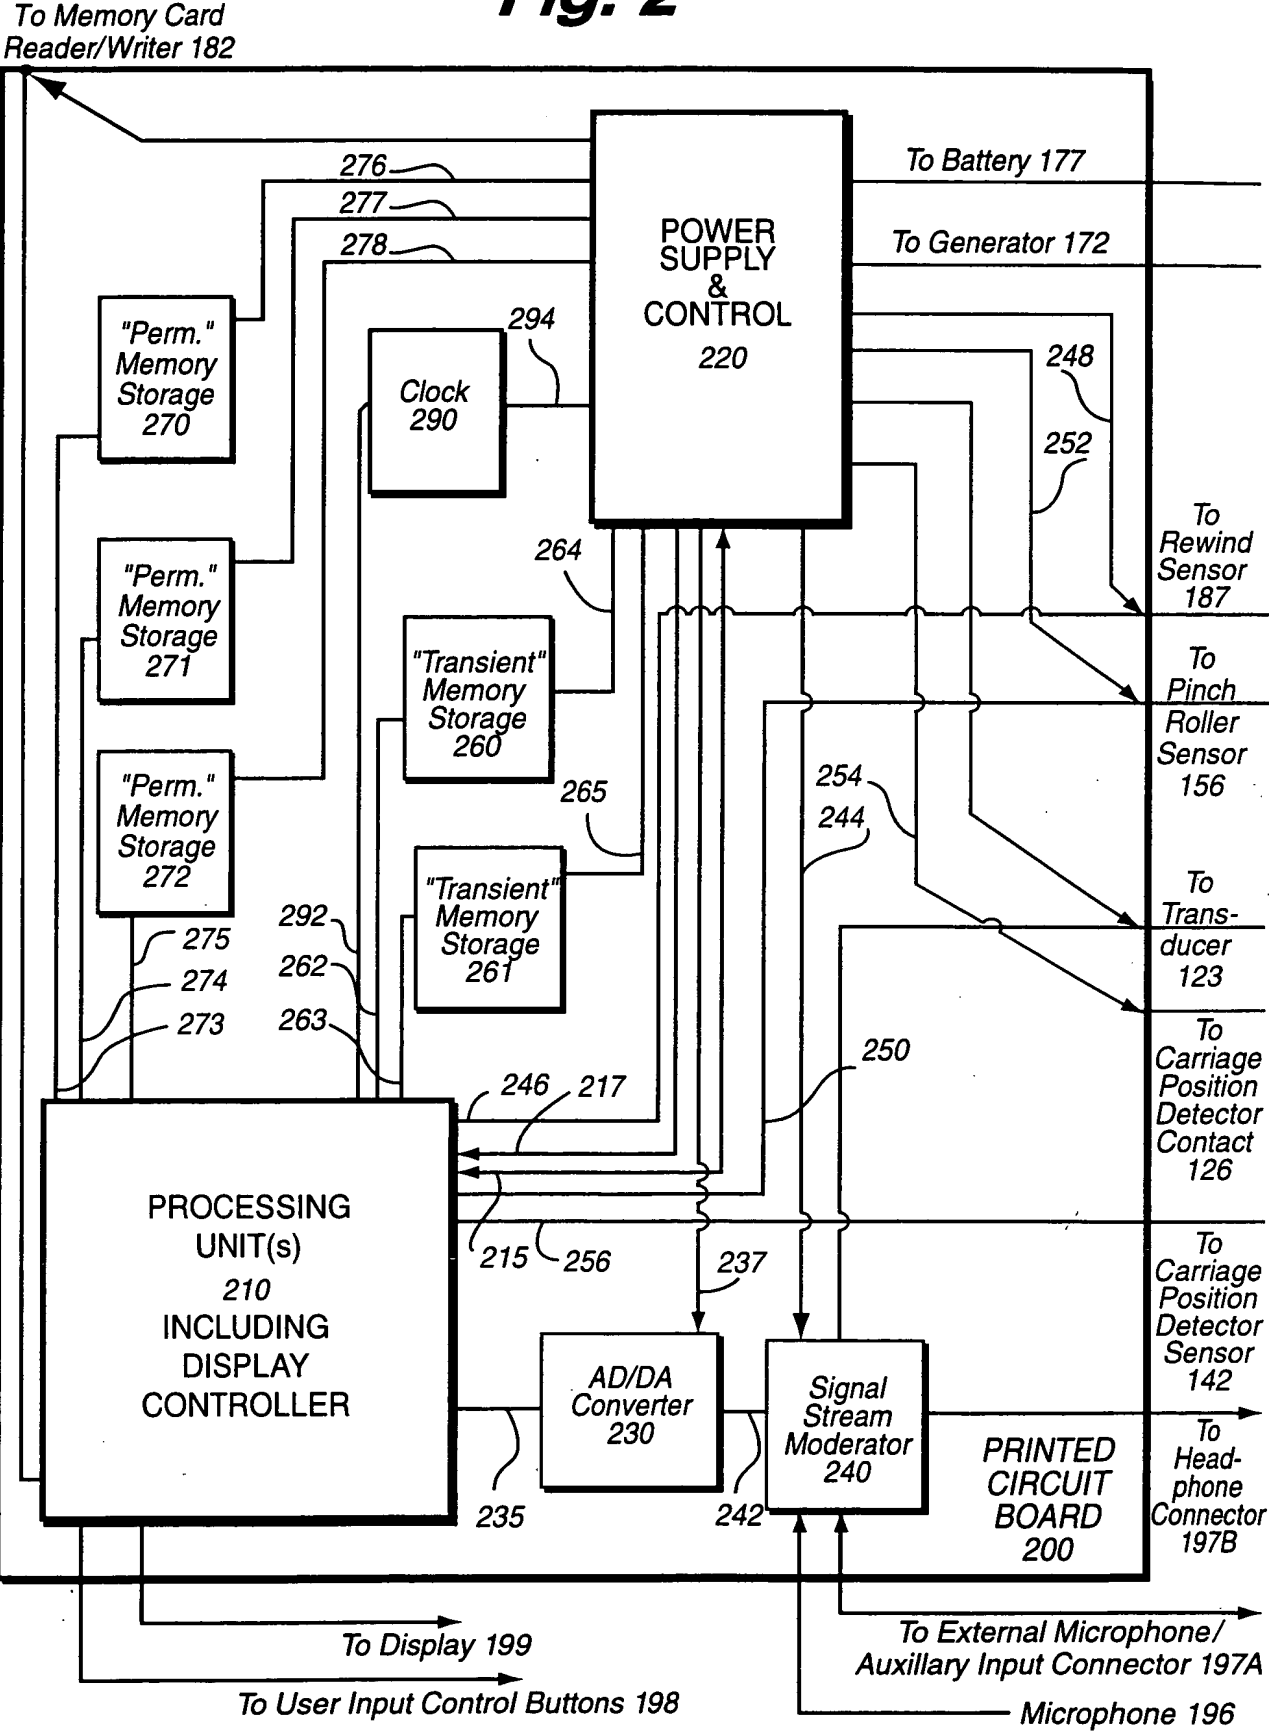 Fig. 2
To Memory Card
Reader/Writer 182
276
277
278
To Battery 177
To Generator 172
POWER
SUPPLY
&
CONTROL
220
"Perm."
Memory
Storage
270
Clock
290
294
248
252
"Perm."
Memory
Storage
271
264
To
Rewind
Sensor
187
"Transient"
Memory
Storage
260
To
Pinch
Roller
Sensor
156
"Perm."
Memory
Storage
272
265
254
244
"Transient"
Memory
Storage
261
To
Trans-
ducer
123
275
274
273
292
262
263
246
217
250
To
Carriage
Position
Detector
Contact
126
PROCESSING
UNIT(s)
210
INCLUDING
DISPLAY
CONTROLLER
215
256
237
To
Carriage
Position
Detector
Sensor
142
AD/DA
Converter
230
Signal
Stream
Moderator
240
235
242
PRINTED
CIRCUIT
BOARD
200
To
Head-
phone
Connector
197B
To Display 199
To User Input Control Buttons 198
To External Microphone/
Auxillary Input Connector 197A
Microphone 196